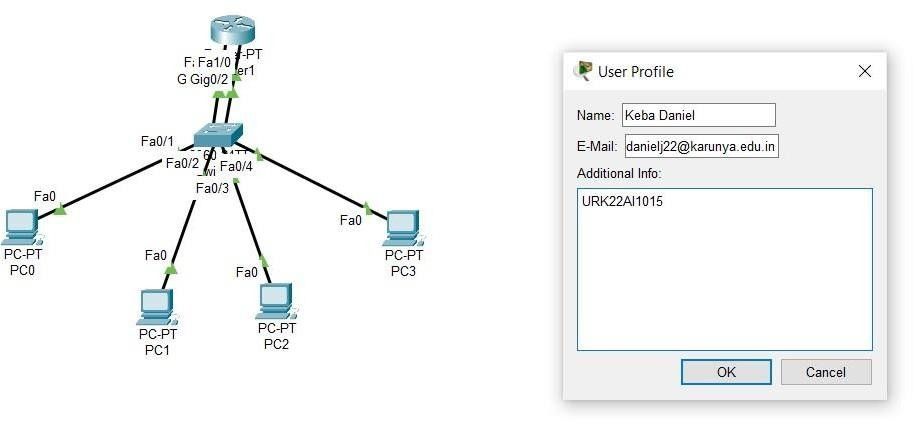 -PT
Fa1/0
er1
G Gig0/2
Fa0/1
Fa0/2
Fa0/4
Fa0/3
Fa0
PC-PT
PC0
Fa0
PC-PT
PC1
Fa0
PC-PT
PC2
Fa0
PC-PT
PC3
User Profile
Name: Keba Daniel
E-Mail: danielj22@karunya.edu.in
Additional Info:
URK22AI1015
OK
Cancel